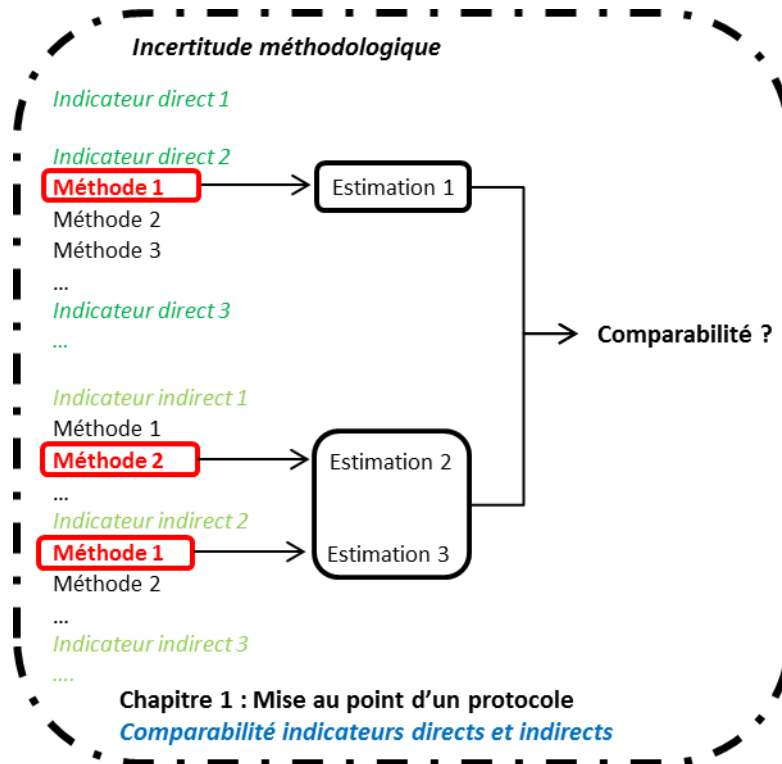 Incertitude méthodologique
Indicateur direct 1
Indicateur direct 2
Méthode 1
Estimation 1
Méthode 2
Méthode 3
...
Indicateur direct 3
...
Comparabilité ?
Indicateur indirect 1
Méthode 1
Méthode 2
Estimation 2
...
Indicateur indirect 2
Méthode 1
Estimation 3
Méthode 2
...
Indicateur indirect 3
....
Chapitre 1 : Mise au point d'un protocole
Comparabilité indicateurs directs et indirects